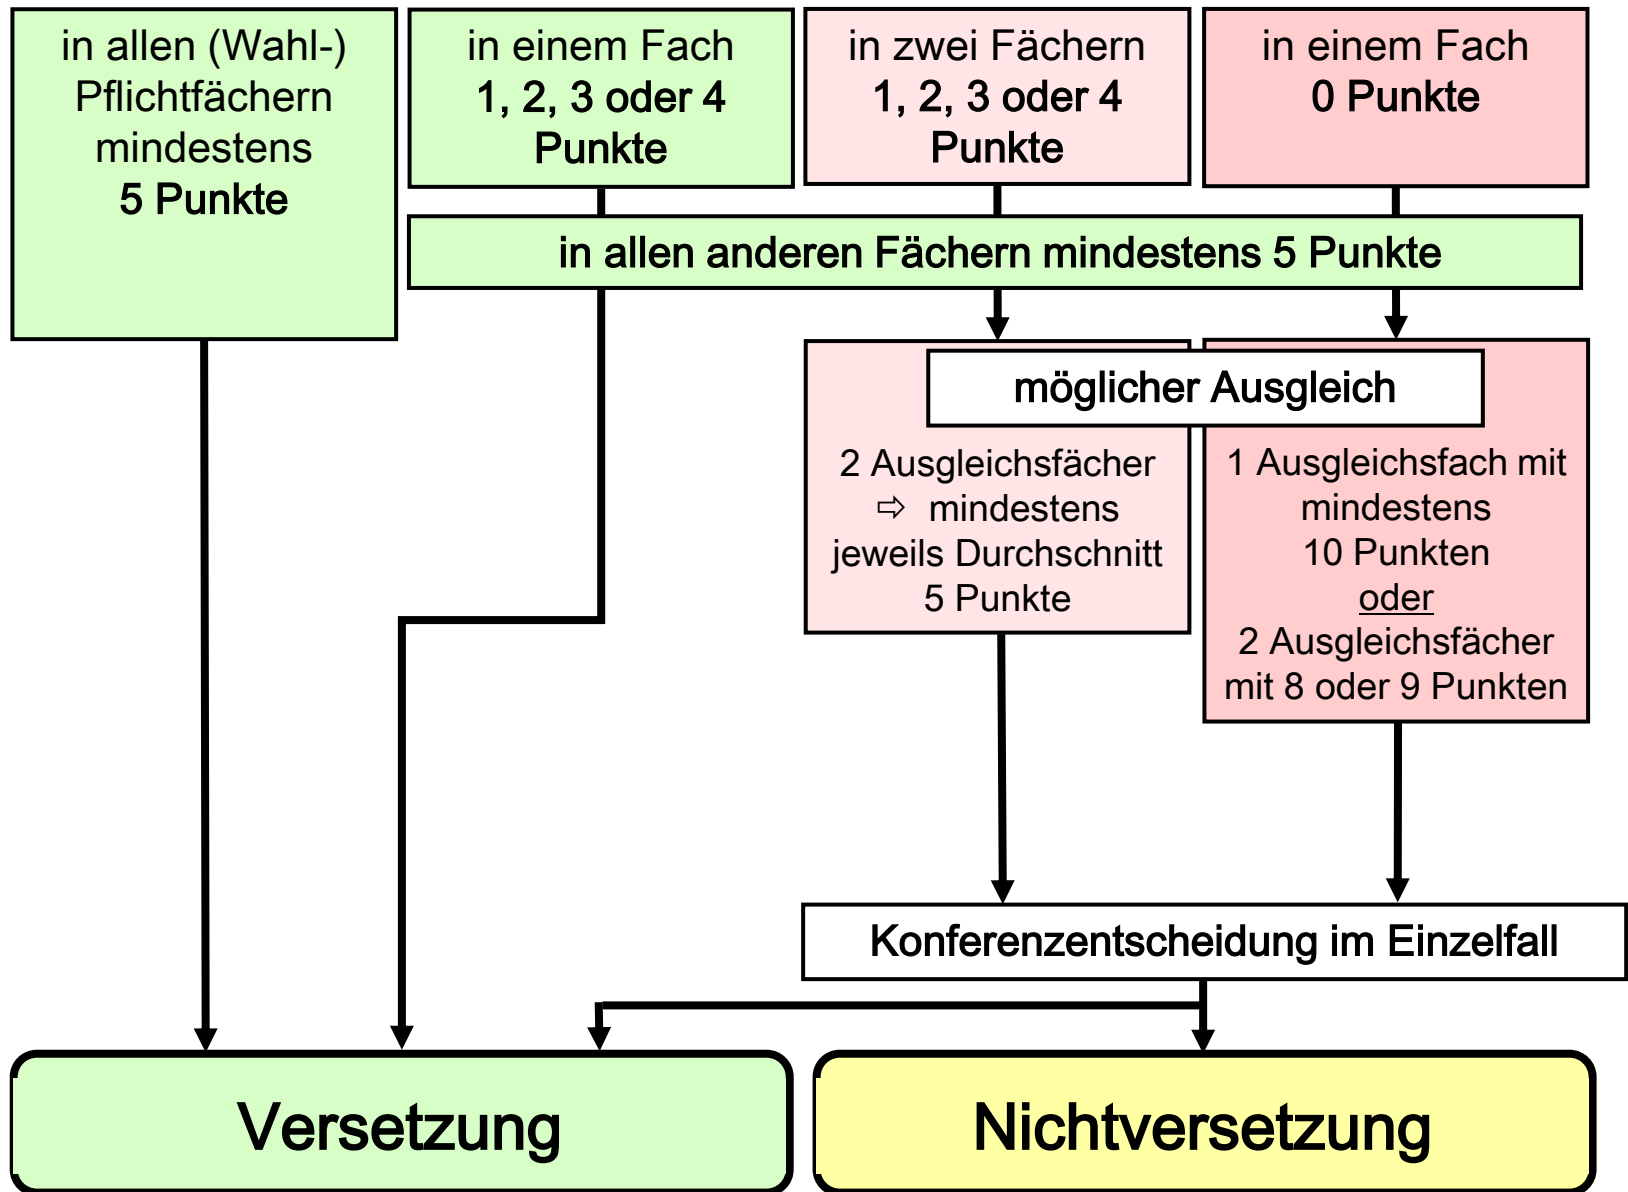 in allen (Wahl-)
Pflichtfächern
mindestens
5 Punkte
in einem Fach
1, 2, 3 oder 4
Punkte
in zwei Fächern
1, 2, 3 oder 4
Punkte
in einem Fach
0 Punkte
in allen anderen Fächern mindestens 5 Punkte
möglicher Ausgleich
2 Ausgleichsfächer
⇨ mindestens
jeweils Durchschnitt
5 Punkte
1 Ausgleichsfach mit
mindestens
10 Punkten
oder
2 Ausgleichsfächer
mit 8 oder 9 Punkten
Konferenzentscheidung im Einzelfall
Versetzung
Nichtversetzung